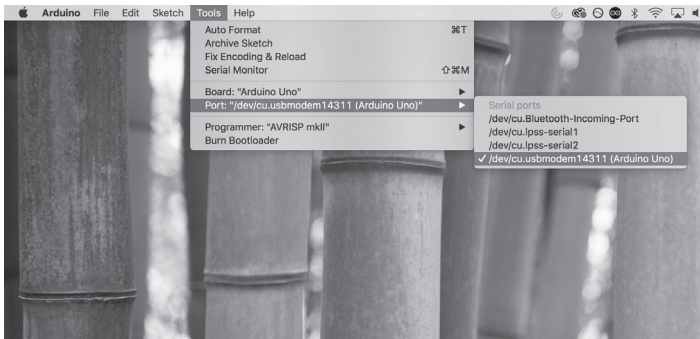 Arduino File Edit Sketch Tools Help
Auto Format ⌘T
Archive Sketch
Fix Encoding & Reload
Serial Monitor ⇧⌘M
Board: "Arduino Uno" ▶
Port: "/dev/cu.usbmodem14311 (Arduino Uno)" ▶
Programmer: "AVRISP mkII" ▶
Burn Bootloader
Serial ports
/dev/cu.Bluetooth-Incoming-Port
/dev/cu.lpss-serial1
/dev/cu.lpss-serial2
✓ /dev/cu.usbmodem14311 (Arduino Uno)